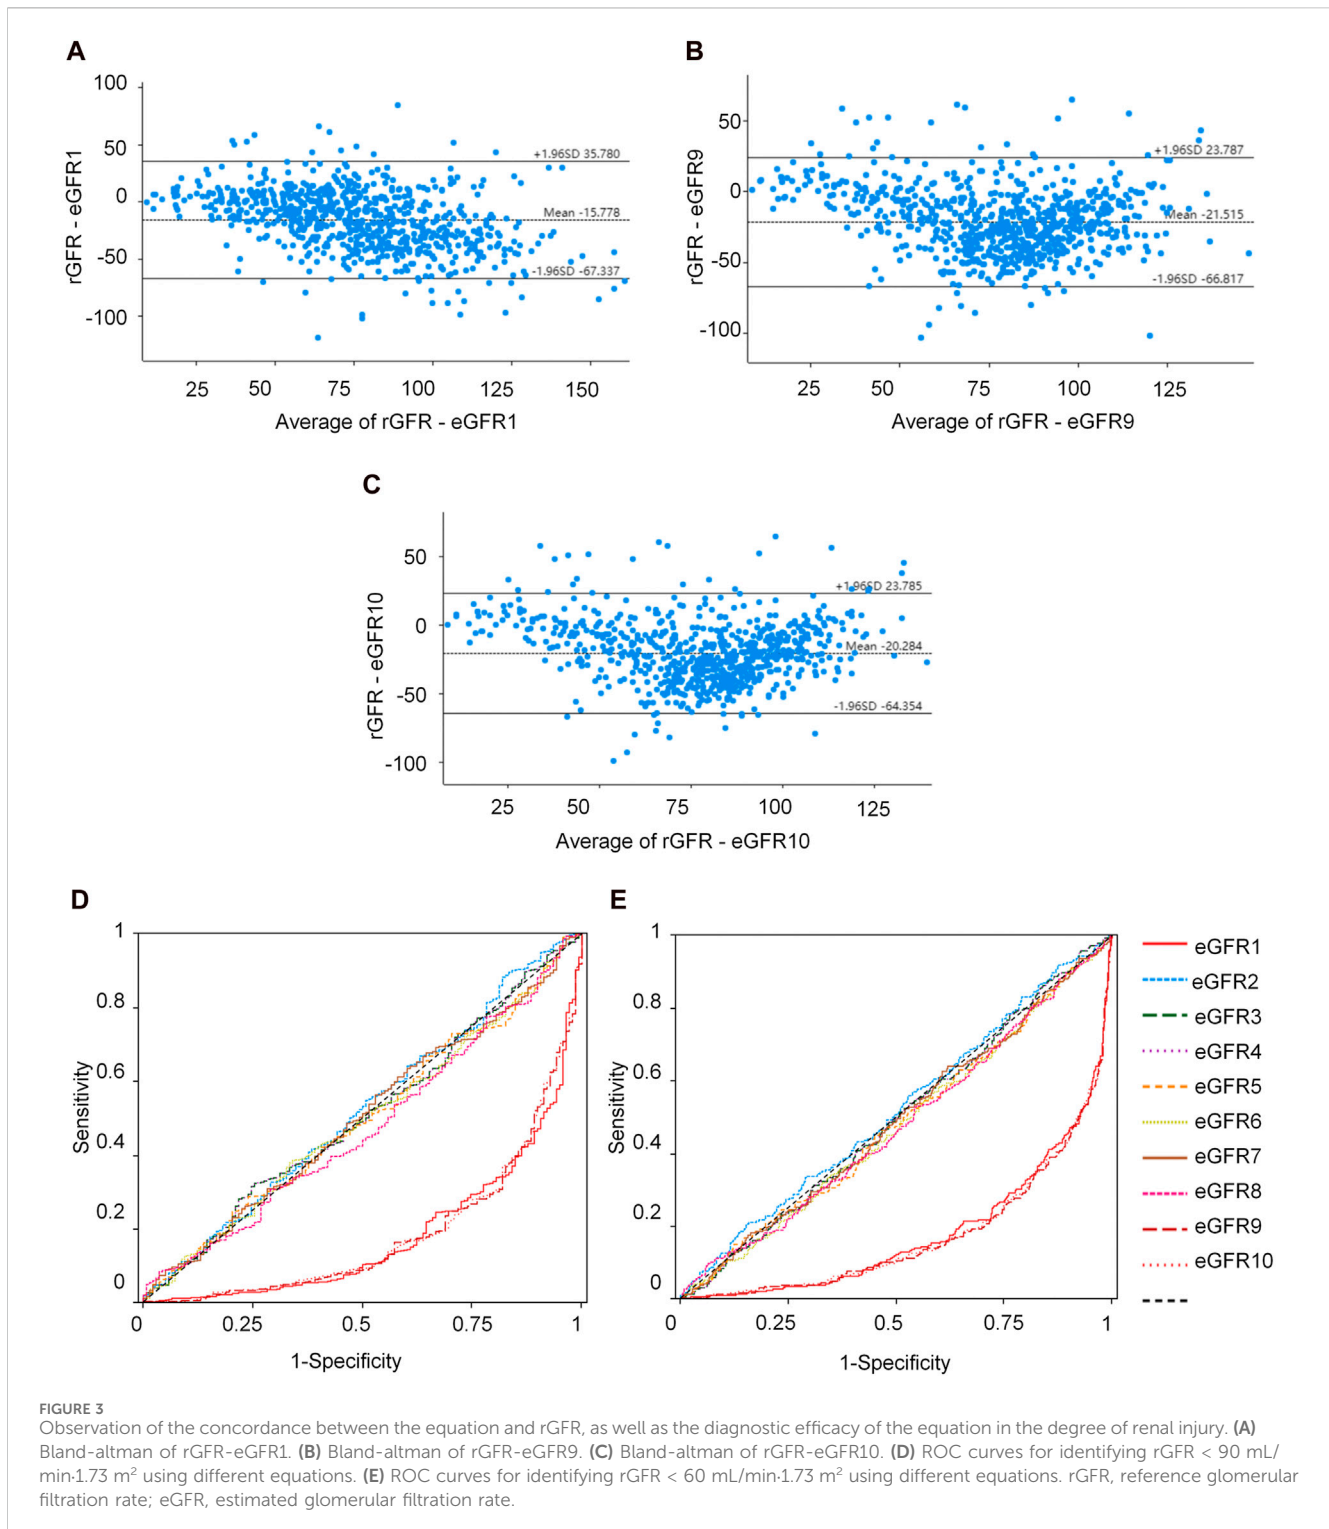 A
100
50
0
-50
-100
rGFR - eGFR1
+1.96SD 35.780
Mean -15.778
-1.96SD -67.337
25 50 75 100 125 150
Average of rGFR - eGFR1
B
50
0
-50
-100
rGFR - eGFR9
+1.96SD 23.787
Mean -21.515
-1.96SD -66.817
25 50 75 100 125
Average of rGFR - eGFR9
C
50
0
-50
-100
rGFR - eGFR10
+1.96SD 23.785
Mean -20.284
-1.96SD -64.354
25 50 75 100 125
Average of rGFR - eGFR10
D
1
0.8
0.6
0.4
0.2
0
Sensitivity
0 0.25 0.5 0.75 1
1-Specificity
E
1
0.8
0.6
0.4
0.2
0
Sensitivity
0 0.25 0.5 0.75 1
1-Specificity
eGFR1
eGFR2
eGFR3
eGFR4
eGFR5
eGFR6
eGFR7
eGFR8
eGFR9
eGFR10
FIGURE 3
Observation of the concordance between the equation and rGFR, as well as the diagnostic efficacy of the equation in the degree of renal injury. (A)
Bland-altman of rGFR-eGFR1. (B) Bland-altman of rGFR-eGFR9. (C) Bland-altman of rGFR-eGFR10. (D) ROC curves for identifying rGFR < 90 mL/
min·1.73 m² using different equations. (E) ROC curves for identifying rGFR < 60 mL/min·1.73 m² using different equations. rGFR, reference glomerular
filtration rate; eGFR, estimated glomerular filtration rate.